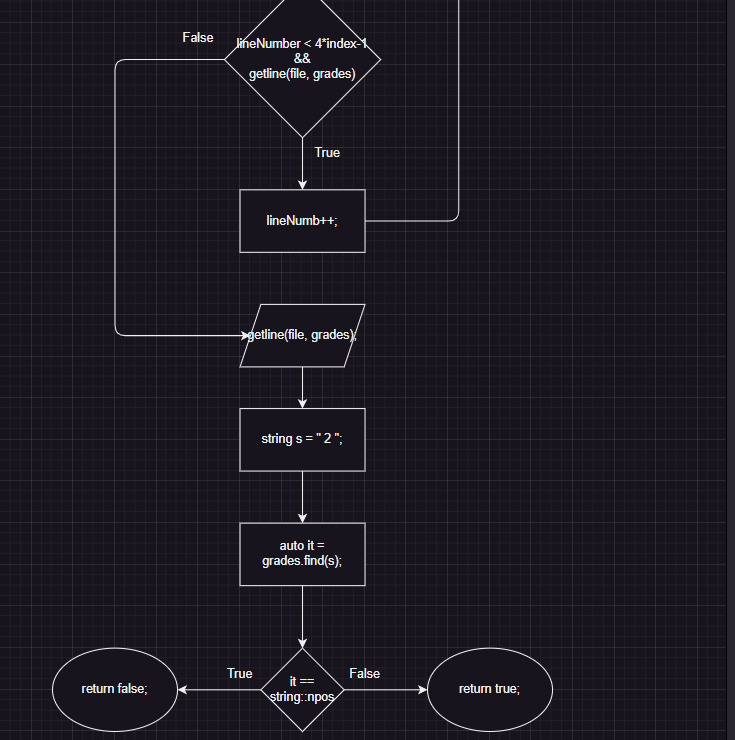 False
lineNumber < 4*index-1
&&
getline(file, grades)
True
lineNumb++;
getline(file, grades);
string s = " 2 ";
auto it =
grades.find(s);
True
False
it ==
string::npos
return false;
return true;